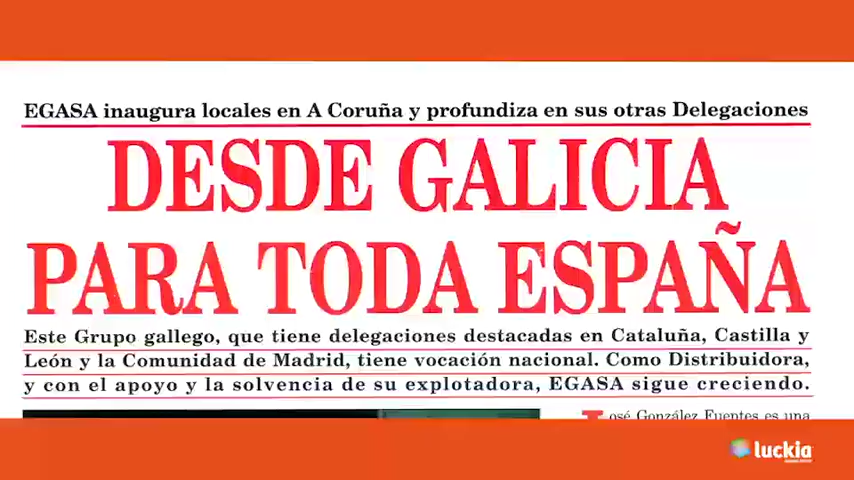 EGASA inaugura locales en A Coruña y profundiza en sus otras Delegaciones
DESDE GALICIA
PARA TODA ESPAÑA
Este Grupo gallego, que tiene delegaciones destacadas en Cataluña, Castilla y
León y la Comunidad de Madrid, tiene vocación nacional. Como Distribuidora,
y con el apoyo y la solvencia de su explotadora, EGASA sigue creciendo.
José González Fuentes es una
luckia